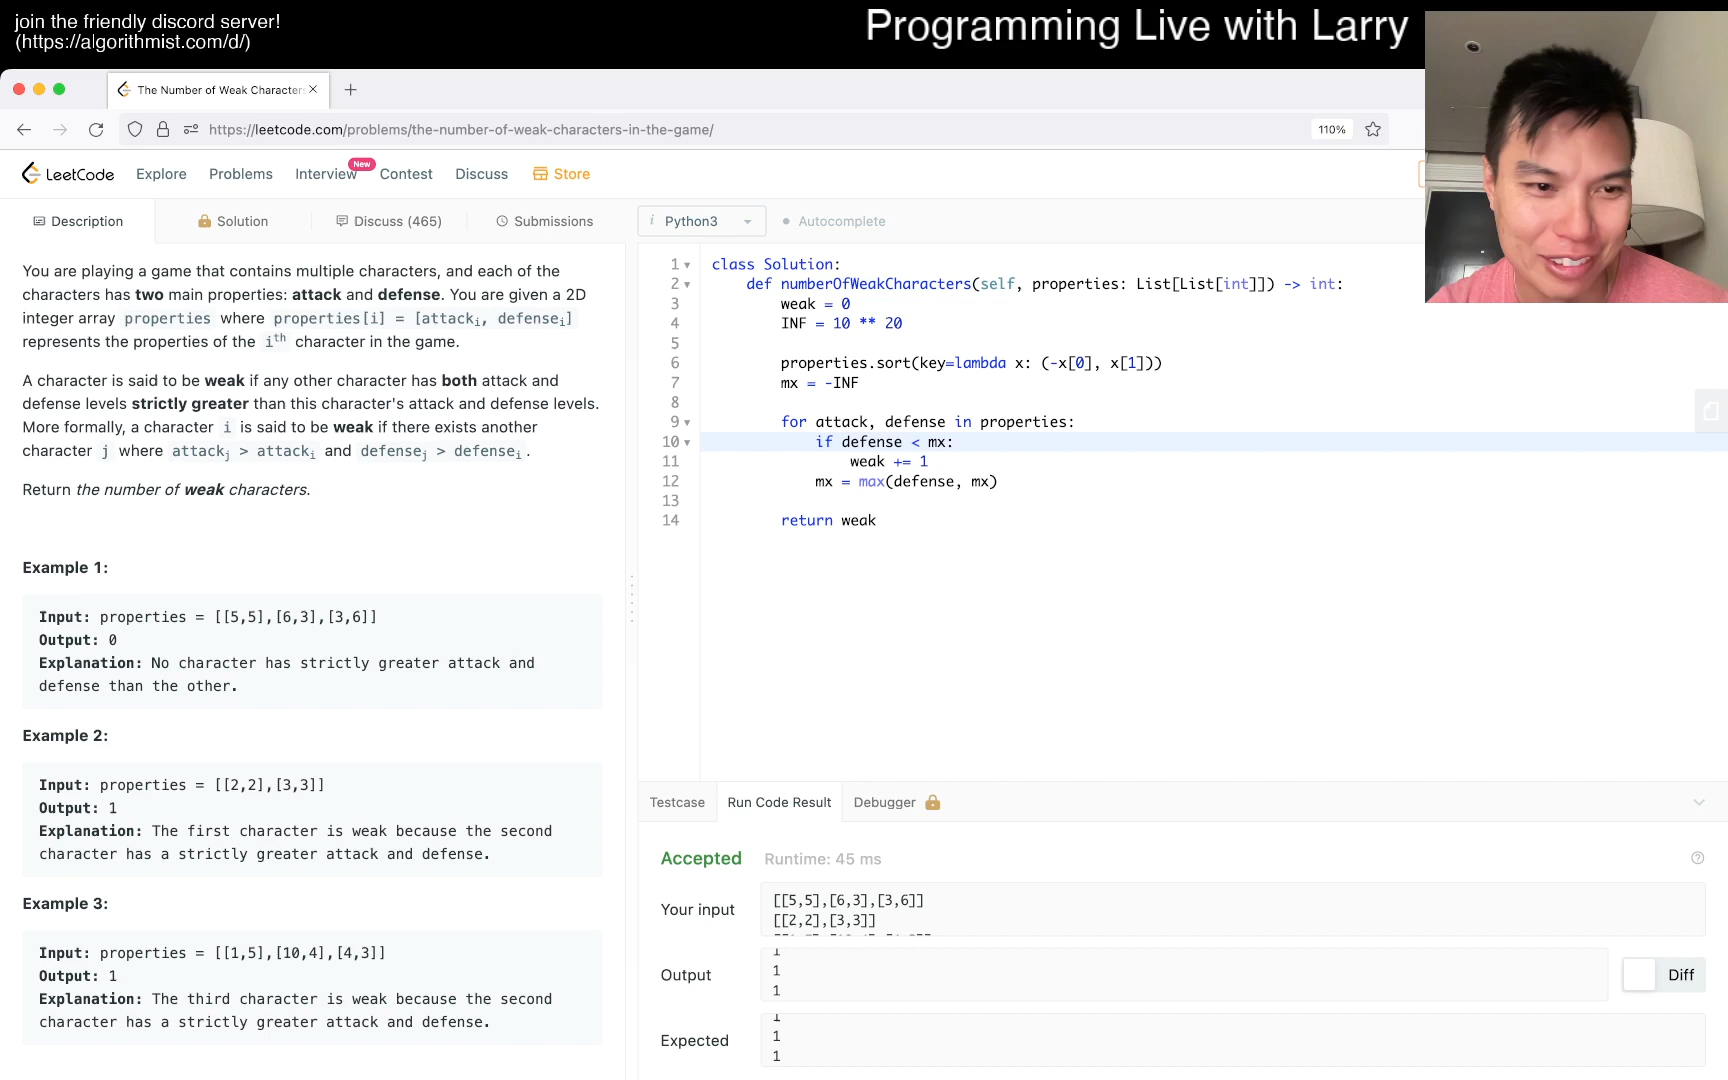 join the friendly discord server!
(https://algorithmist.com/d/)
Programming Live with Larry
The Number of Weak Characters
https://leetcode.com/problems/the-number-of-weak-characters-in-the-game/
110%
LeetCode
Explore
Problems
Interview
New
Contest
Discuss
Store
Description
Solution
Discuss (465)
Submissions
i Python3
Autocomplete
You are playing a game that contains multiple characters, and each of the
characters has two main properties: attack and defense. You are given a 2D
integer array properties where properties[i] = [attacki, defensei]
represents the properties of the ith character in the game.
A character is said to be weak if any other character has both attack and
defense levels strictly greater than this character's attack and defense levels.
More formally, a character i is said to be weak if there exists another
character j where attackj > attacki and defensej > defensei.
Return the number of weak characters.
Example 1:
Input: properties = [[5,5],[6,3],[3,6]]
Output: 0
Explanation: No character has strictly greater attack and
defense than the other.
Example 2:
Input: properties = [[2,2],[3,3]]
Output: 1
Explanation: The first character is weak because the second
character has a strictly greater attack and defense.
Example 3:
Input: properties = [[1,5],[10,4],[4,3]]
Output: 1
Explanation: The third character is weak because the second
character has a strictly greater attack and defense.
1 class Solution:
2 def numberOfWeakCharacters(self, properties: List[List[int]]) -> int:
3 weak = 0
4 INF = 10 ** 20
5
6 properties.sort(key=lambda x: (-x[0], x[1]))
7 mx = -INF
8
9 for attack, defense in properties:
10 if defense < mx:
11 weak += 1
12 mx = max(defense, mx)
13
14 return weak
Testcase
Run Code Result
Debugger
Accepted
Runtime: 45 ms
Your input
[[5,5],[6,3],[3,6]]
[[2,2],[3,3]]
Output
1
1
Diff
Expected
1
1